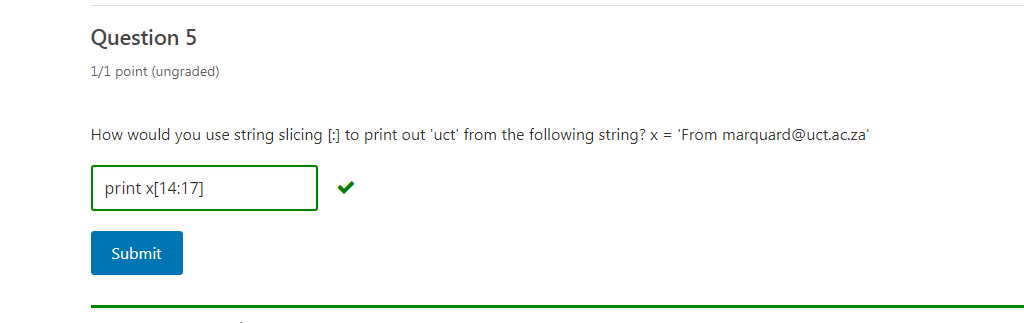 Question 5
1/1 point (ungraded)
How would you use string slicing [:] to print out 'uct' from the following string? x = 'From marquard@uct.ac.za'
print x[14:17]
Submit